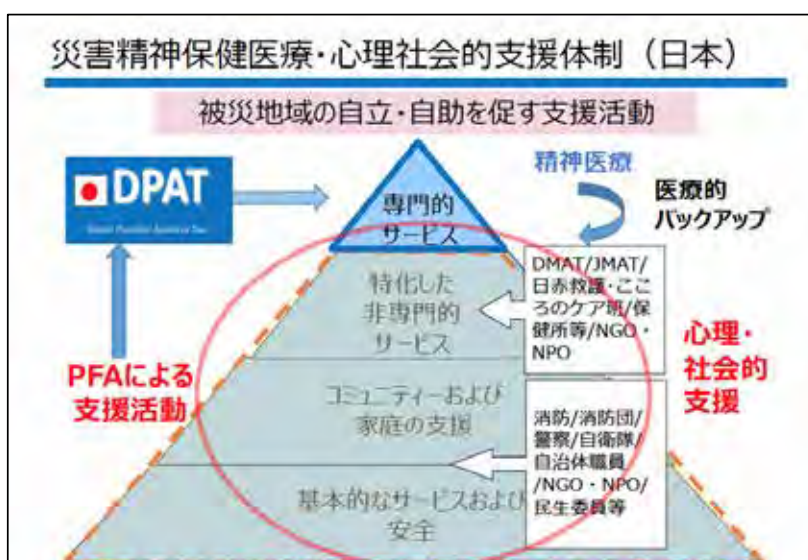 災害精神保健医療・心理社会的支援体制（日本）
被災地域の自立・自助を促す支援活動
DPAT
精神医療
医療的
バックアップ
専門的
サービス
特化した
非専門的
サービス
DMAT/JMAT/
日赤救護・ここ
ろのケア班/保
健所等/NGO・
NPO
PFAによる
支援活動
心理・
社会的
支援
コミュニティーおよび
家庭の支援
消防/消防団/
警察/自衛隊/
自治体職員
/NGO・NPO/
民生委員等
基本的なサービスおよび
安全